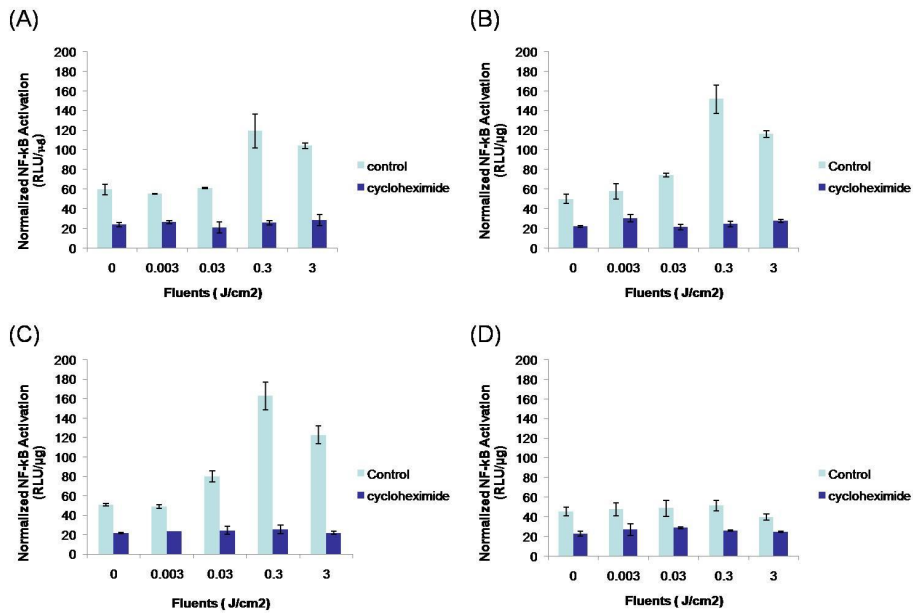 (A)
200
180
160
140
120
100
80
60
40
20
0
Normalized NF-kB Activation
(RLU/µg)
control
cycloheximide
0 0.003 0.03 0.3 3
Fluents ( J/cm2)
(B)
200
180
160
140
120
100
80
60
40
20
0
Normalized NF-kB Activation
(RLU/µg)
Control
cycloheximide
0 0.003 0.03 0.3 3
Fluents ( J/cm2)
(C)
200
180
160
140
120
100
80
60
40
20
0
Normalized NF-kB Activation
(RLU/µg)
Control
cycloheximide
0 0.003 0.03 0.3 3
Fluents ( J/cm2)
(D)
200
180
160
140
120
100
80
60
40
20
0
Normalized NF-kB Activation
(RLU/µg)
Control
cycloheximide
0 0.003 0.03 0.3 3
Fluents ( J/cm2)